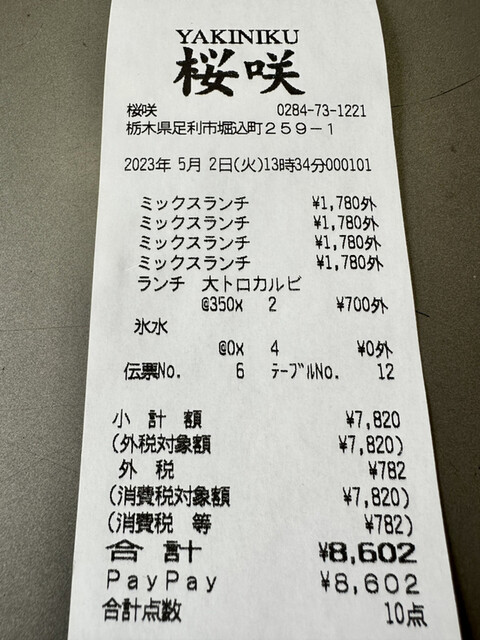 YAKINIKU
桜咲
桜咲 0284-73-1221
栃木県足利市堀込町259-1
2023年 5月 2日(火)13時34分000101
ミックスランチ ¥1,780外
ミックスランチ ¥1,780外
ミックスランチ ¥1,780外
ミックスランチ ¥1,780外
ランチ 大トロカルビ
@350x 2 ¥700外
氷水
@0x 4 ¥0外
伝票No. 6 テーブルNo. 12
小計額 ¥7,820
(外税対象額 ¥7,820)
外税 ¥782
(消費税対象額 ¥7,820)
(消費税 等 ¥782)
合計 ¥8,602
PayPay ¥8,602
合計点数 10点